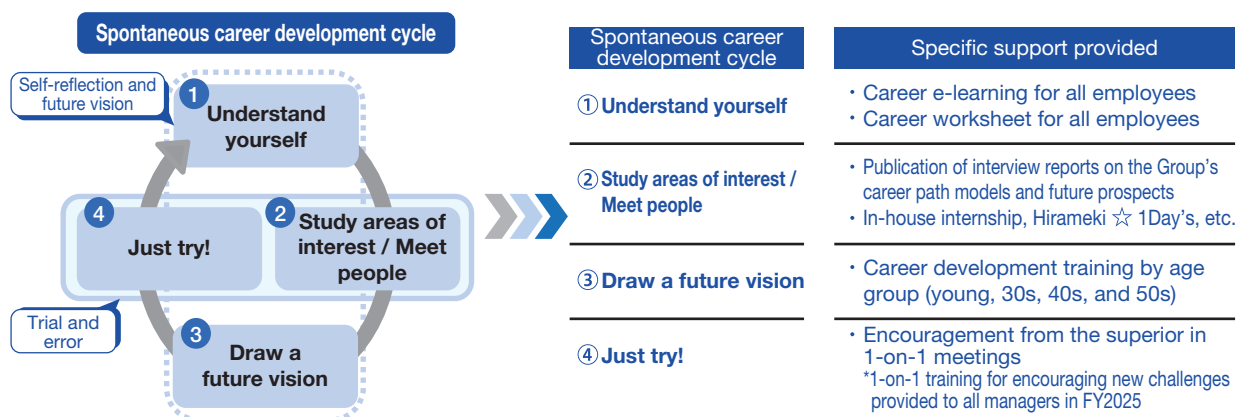 Spontaneous career development cycle
Self-reflection and
future vision
1
Understand
yourself
4
Just try!
2
Study areas of
interest / Meet
people
Trial and
error
3
Draw a
future vision
Spontaneous career
development cycle
Specific support provided
①Understand yourself
・Career e-learning for all employees
・Career worksheet for all employees
②Study areas of interest /
Meet people
・Publication of interview reports on the Group's
career path models and future prospects
・In-house internship, Hirameki ☆ 1Day's, etc.
③Draw a future vision
・Career development training by age
group (young, 30s, 40s, and 50s)
④Just try!
・Encouragement from the superior in
1-on-1 meetings
*1-on-1 training for encouraging new challenges
provided to all managers in FY2025